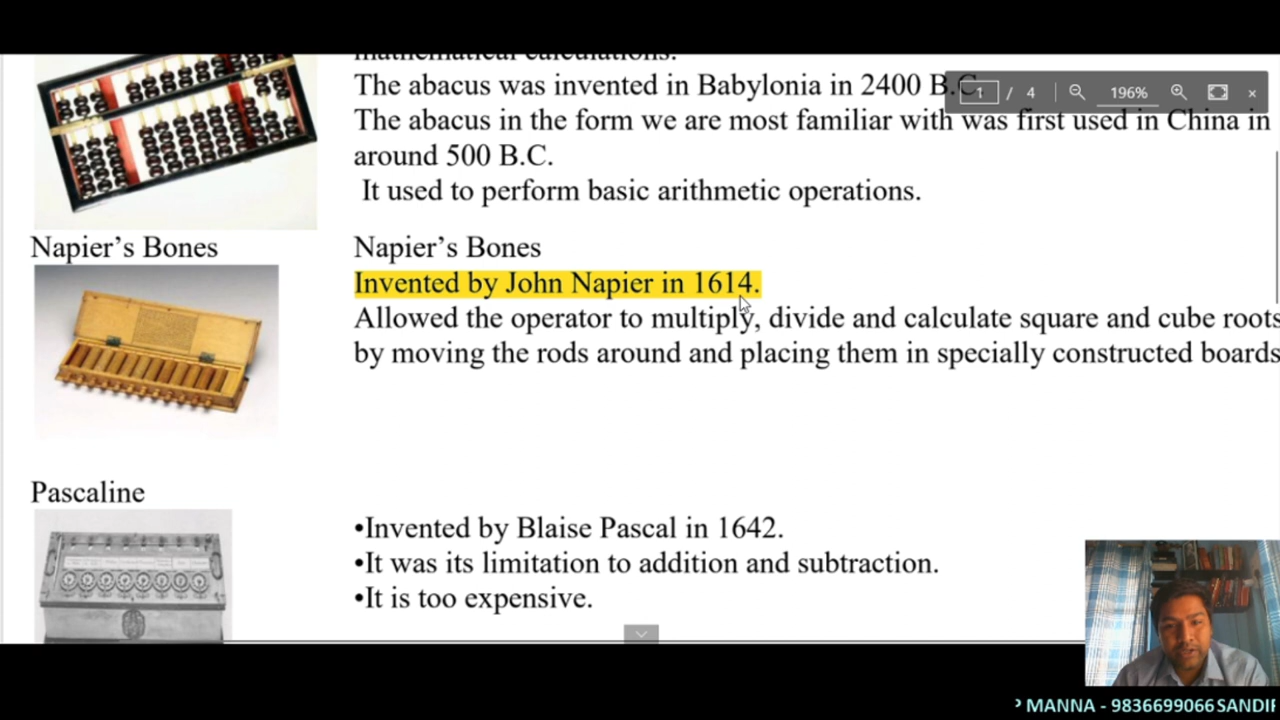 mathematical calculations.
The abacus was invented in Babylonia in 2400 B.C.
1 / 4 196%
The abacus in the form we are most familiar with was first used in China in
around 500 B.C.
It used to perform basic arithmetic operations.
Napier's Bones
Napier's Bones
Invented by John Napier in 1614.
Allowed the operator to multiply, divide and calculate square and cube roots
by moving the rods around and placing them in specially constructed boards
Pascaline
•Invented by Blaise Pascal in 1642.
•It was its limitation to addition and subtraction.
•It is too expensive.
MANNA - 9836699066 SANDIP